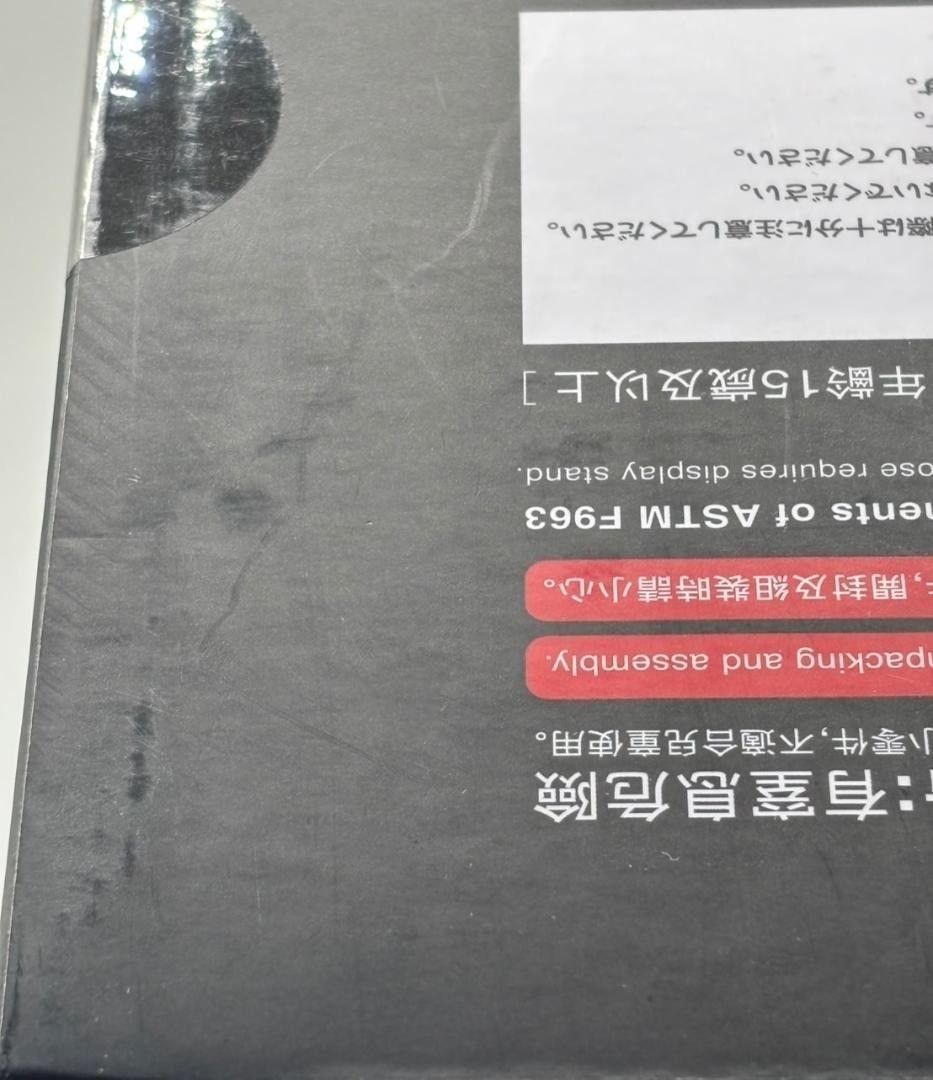 :有窒息危險
小零件,不適合兒童使用。
and assembly.
,開封及組裝時請小心。
of ASTM F963
requires display stand.
年齡15歲及以上 ]
際は十分に注意してください。
いでください。
意してください。
。
す。